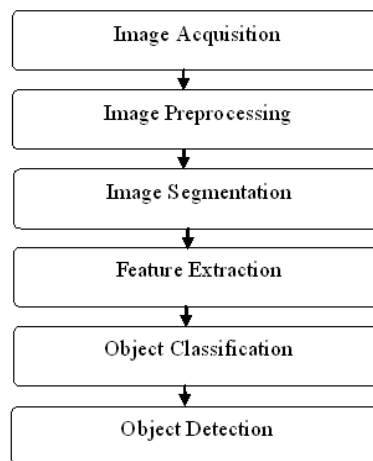 Image Acquisition
Image Preprocessing
Image Segmentation
Feature Extraction
Object Classification
Object Detection